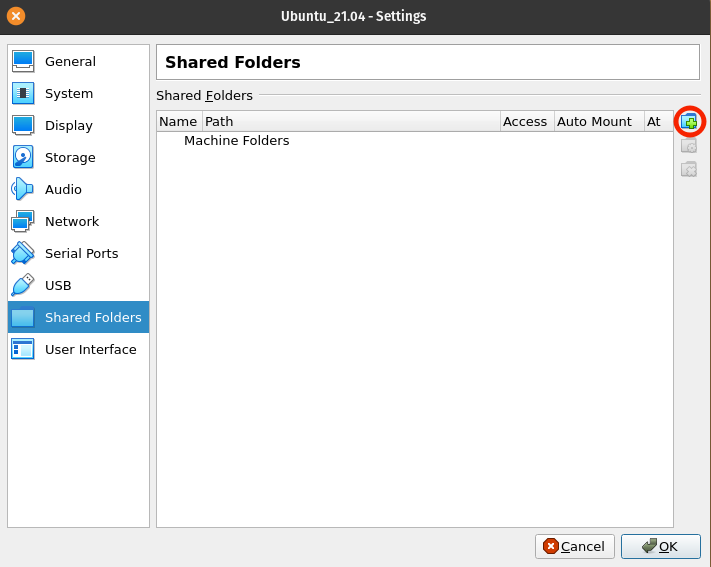 Ubuntu_21.04 - Settings
General
System
Display
Storage
Audio
Network
Serial Ports
USB
Shared Folders
User Interface
Shared Folders
Shared Folders
Name Path Access Auto Mount At
Machine Folders
Cancel OK